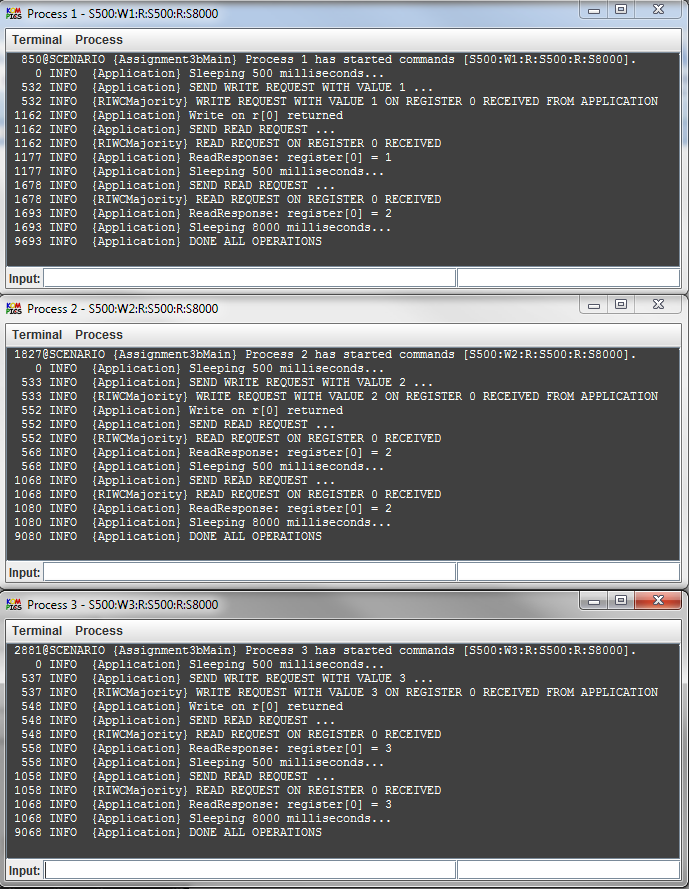 Process 1 - S500:W1:R:S500:R:S8000
Terminal Process
850@SCENARIO {Assignment3bMain} Process 1 has started commands [S500:W1:R:S500:R:S8000].
0 INFO {Application} Sleeping 500 milliseconds...
532 INFO {Application} SEND WRITE REQUEST WITH VALUE 1 ...
532 INFO {RIWCMajority} WRITE REQUEST WITH VALUE 1 ON REGISTER 0 RECEIVED FROM APPLICATION
1162 INFO {Application} Write on r[0] returned
1162 INFO {Application} SEND READ REQUEST ...
1162 INFO {RIWCMajority} READ REQUEST ON REGISTER 0 RECEIVED
1177 INFO {Application} ReadResponse: register[0] = 1
1177 INFO {Application} Sleeping 500 milliseconds...
1678 INFO {Application} SEND READ REQUEST ...
1678 INFO {RIWCMajority} READ REQUEST ON REGISTER 0 RECEIVED
1693 INFO {Application} ReadResponse: register[0] = 2
1693 INFO {Application} Sleeping 8000 milliseconds...
9693 INFO {Application} DONE ALL OPERATIONS
Input:
Process 2 - S500:W2:R:S500:R:S8000
Terminal Process
1827@SCENARIO {Assignment3bMain} Process 2 has started commands [S500:W2:R:S500:R:S8000].
0 INFO {Application} Sleeping 500 milliseconds...
533 INFO {Application} SEND WRITE REQUEST WITH VALUE 2 ...
533 INFO {RIWCMajority} WRITE REQUEST WITH VALUE 2 ON REGISTER 0 RECEIVED FROM APPLICATION
552 INFO {Application} Write on r[0] returned
552 INFO {Application} SEND READ REQUEST ...
552 INFO {RIWCMajority} READ REQUEST ON REGISTER 0 RECEIVED
568 INFO {Application} ReadResponse: register[0] = 2
568 INFO {Application} Sleeping 500 milliseconds...
1068 INFO {Application} SEND READ REQUEST ...
1068 INFO {RIWCMajority} READ REQUEST ON REGISTER 0 RECEIVED
1080 INFO {Application} ReadResponse: register[0] = 2
1080 INFO {Application} Sleeping 8000 milliseconds...
9080 INFO {Application} DONE ALL OPERATIONS
Input:
Process 3 - S500:W3:R:S500:R:S8000
Terminal Process
2881@SCENARIO {Assignment3bMain} Process 3 has started commands [S500:W3:R:S500:R:S8000].
0 INFO {Application} Sleeping 500 milliseconds...
537 INFO {Application} SEND WRITE REQUEST WITH VALUE 3 ...
537 INFO {RIWCMajority} WRITE REQUEST WITH VALUE 3 ON REGISTER 0 RECEIVED FROM APPLICATION
548 INFO {Application} Write on r[0] returned
548 INFO {Application} SEND READ REQUEST ...
548 INFO {RIWCMajority} READ REQUEST ON REGISTER 0 RECEIVED
558 INFO {Application} ReadResponse: register[0] = 3
558 INFO {Application} Sleeping 500 milliseconds...
1058 INFO {Application} SEND READ REQUEST ...
1058 INFO {RIWCMajority} READ REQUEST ON REGISTER 0 RECEIVED
1068 INFO {Application} ReadResponse: register[0] = 3
1068 INFO {Application} Sleeping 8000 milliseconds...
9068 INFO {Application} DONE ALL OPERATIONS
Input: